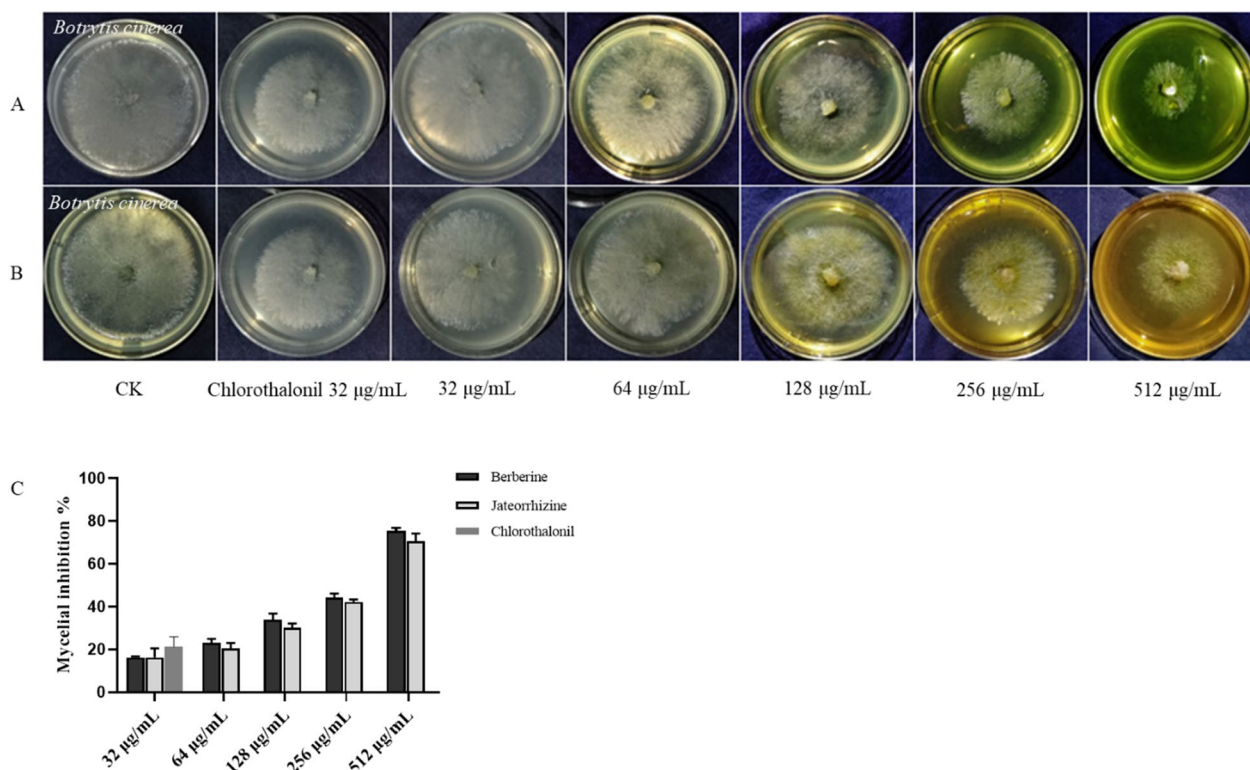 Botrytis cinerea
A
Botrytis cinerea
B
CK
Chlorothalonil 32 μg/mL
32 μg/mL
64 μg/mL
128 μg/mL
256 μg/mL
512 μg/mL
C
Mycelial inhibition %
100
80
60
40
20
0
32 μg/mL
64 μg/mL
128 μg/mL
256 μg/mL
512 μg/mL
Berberine
Jateorrhizine
Chlorothalonil